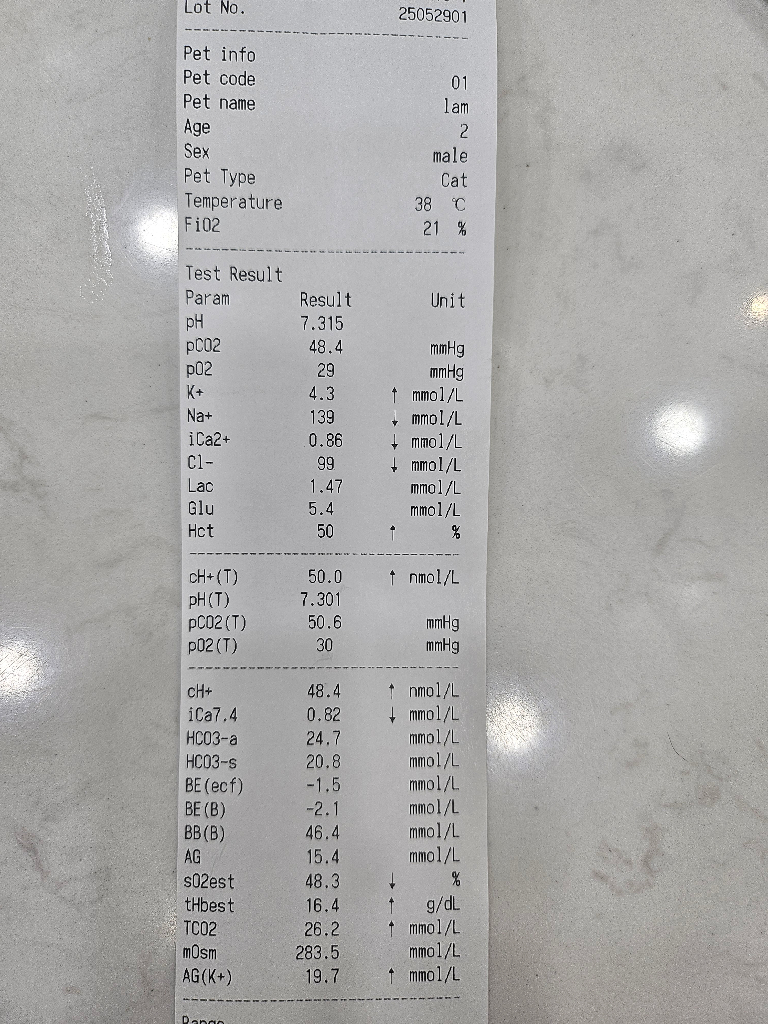 Lot No. 25052901
Pet info
Pet code 01
Pet name lam
Age 2
Sex male
Pet Type Cat
Temperature 38 ℃
FiO2 21 %
Test Result
Param Result Unit
pH 7.315
pCO2 48.4 mmHg
pO2 29 mmHg
K+ 4.3 ↑ mmol/L
Na+ 139 ↓ mmol/L
iCa2+ 0.86 ↓ mmol/L
Cl- 99 ↓ mmol/L
Lac 1.47 mmol/L
Glu 5.4 mmol/L
Hct 50 ↑ %
cH+(T) 50.0 ↑ nmol/L
pH(T) 7.301
pCO2(T) 50.6 mmHg
pO2(T) 30 mmHg
cH+ 48.4 ↑ nmol/L
iCa7.4 0.82 ↓ mmol/L
HCO3-a 24.7 mmol/L
HCO3-s 20.8 mmol/L
BE(ecf) -1.5 mmol/L
BE(B) -2.1 mmol/L
BB(B) 46.4 mmol/L
AG 15.4 mmol/L
sO2est 48.3 ↓ %
tHbest 16.4 ↑ g/dL
TCO2 26.2 ↑ mmol/L
mOsm 283.5 mmol/L
AG(K+) 19.7 ↑ mmol/L
Range